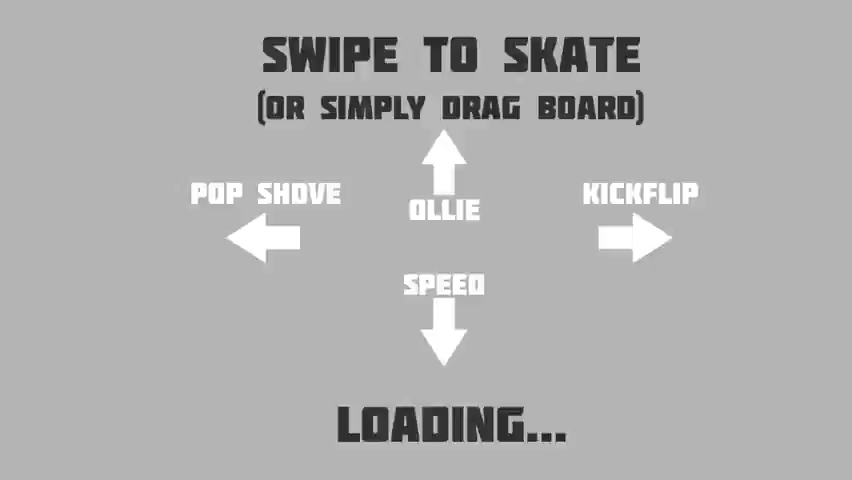 SWIPE TO SKATE
(OR SIMPLY DRAG BOARD)
POP SHOVE
KICKFLIP
OLLIE
SPEED
LOADING...